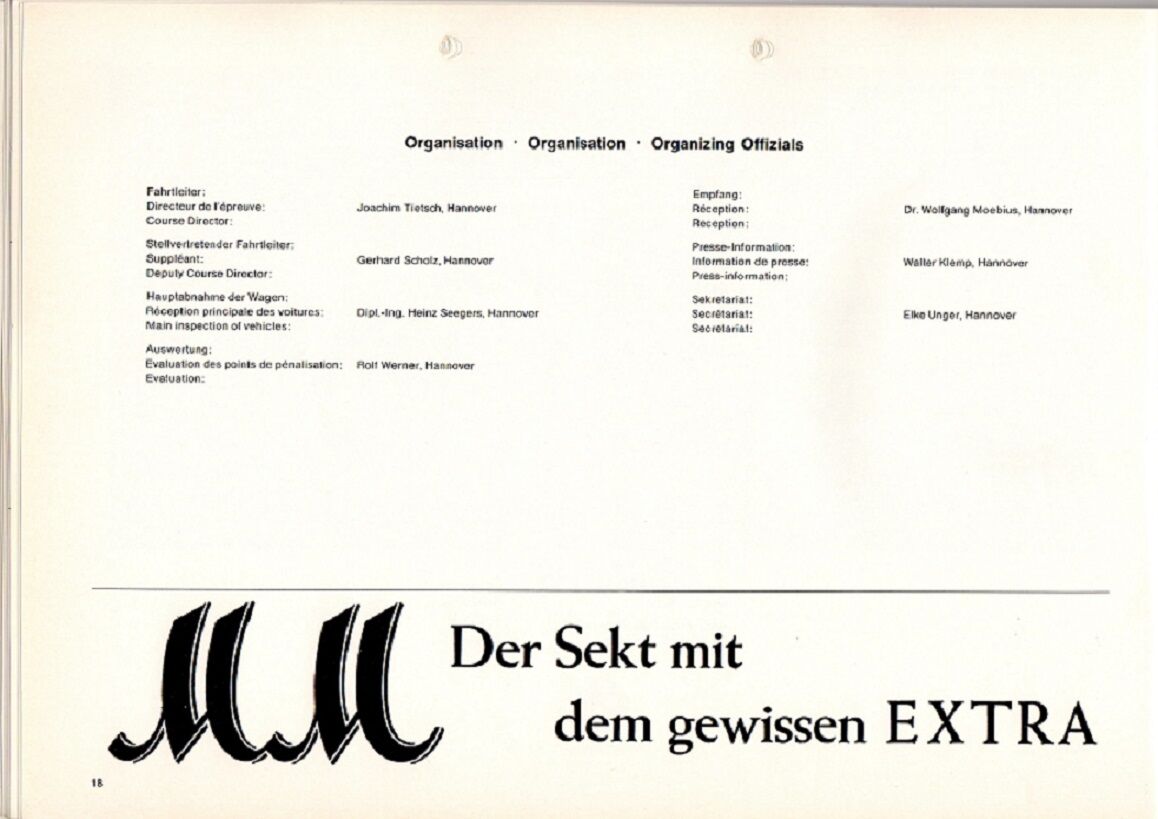 Organisation · Organisation · Organizing Offizials
Fahrtleiter:
Directeur de l'épreuve: Joachim Tietsch, Hannover
Course Director:
Stellvertretender Fahrtleiter:
Suppléant: Gerhard Scholz, Hannover
Deputy Course Director:
Hauptabnahme der Wagen:
Réception principale des voitures: Dipl.-Ing. Heinz Seegers, Hannover
Main inspection of vehicles:
Auswertung:
Évaluation des points de pénalisation: Rolf Werner, Hannover
Evaluation:
Empfang:
Réception: Dr. Wolfgang Moebius, Hannover
Reception:
Presse-Information:
Information de presse: Walter Klemp, Hannover
Press-information:
Sekretariat:
Secrétariat: Elke Unger, Hannover
Secrétariat:
MM
Der Sekt mit
dem gewissen EXTRA
18